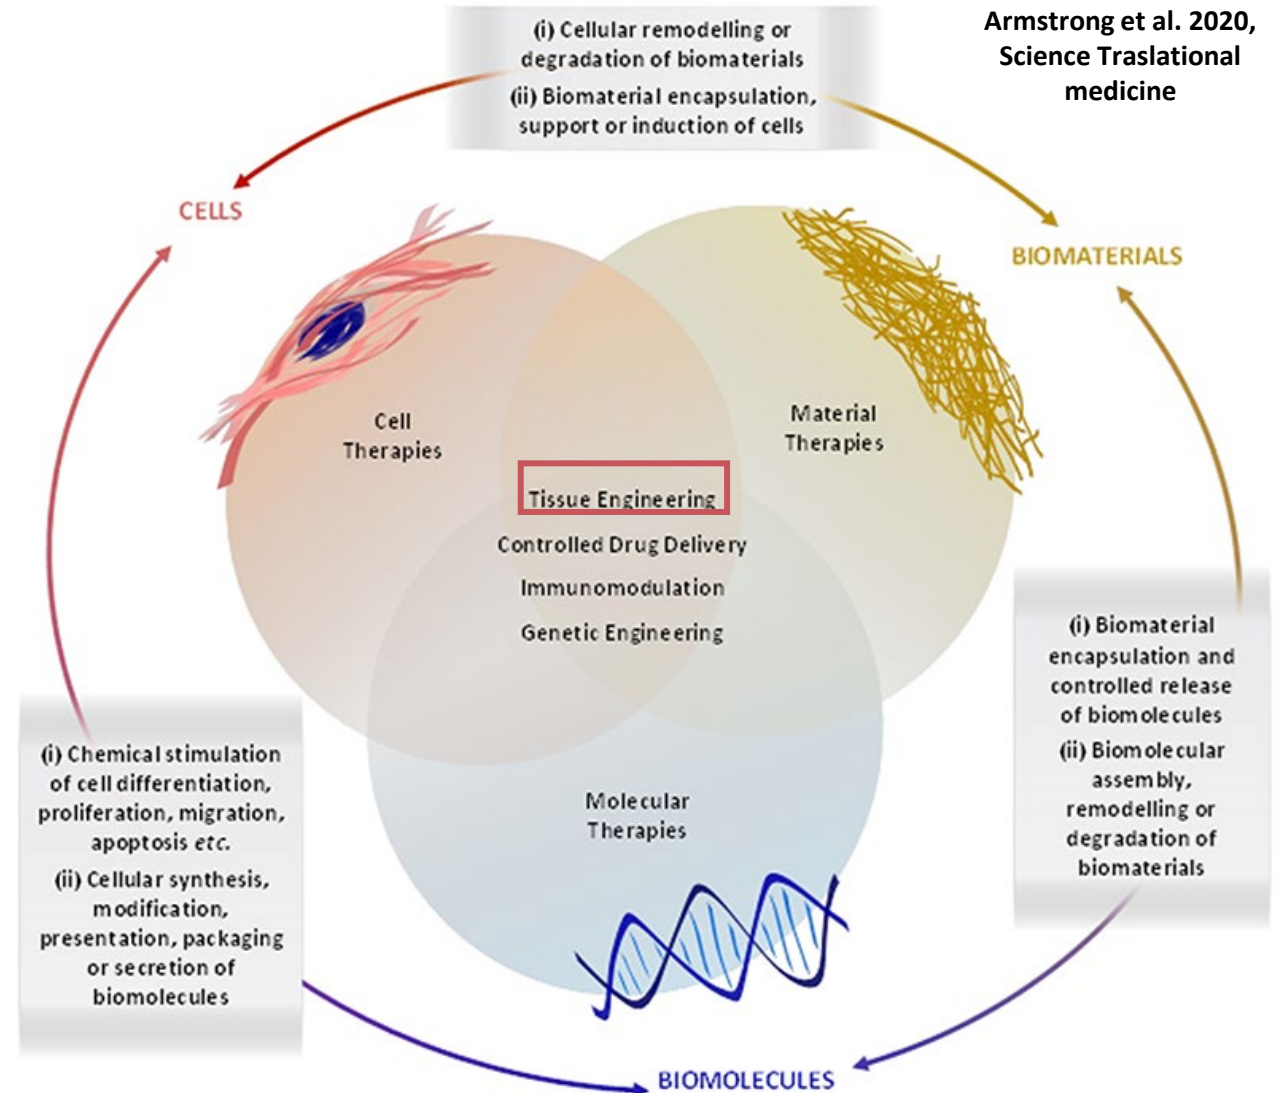 Armstrong et al. 2020,
Science Traslational
medicine
(i) Cellular remodelling or
degradation of biomaterials
(ii) Biomaterial encapsulation,
support or induction of cells
CELLS
BIOMATERIALS
Cell
Therapies
Material
Therapies
Tissue Engineering
Controlled Drug Delivery
Immunomodulation
Genetic Engineering
Molecular
Therapies
(i) Biomaterial
encapsulation and
controlled release
of biomolecules
(ii) Biomolecular
assembly,
remodelling or
degradation of
biomaterials
(i) Chemical stimulation
of cell differentiation,
proliferation, migration,
apoptosis etc.
(ii) Cellular synthesis,
modification,
presentation, packaging
or secretion of
biomolecules
BIOMOLECULES